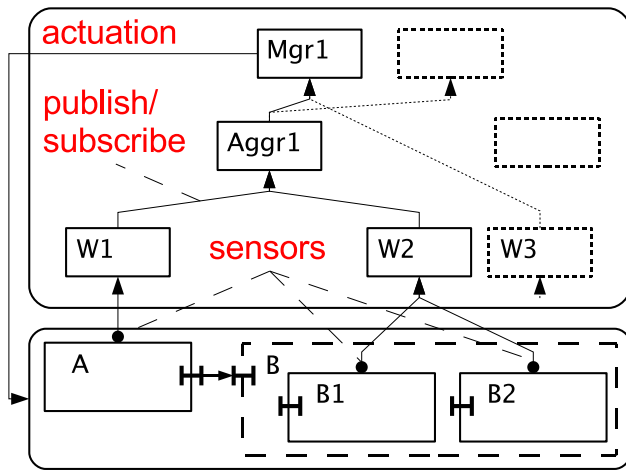 actuation
Mgr1
publish/
subscribe
Aggr1
W1
sensors
W2
W3
A
B
B1
B2